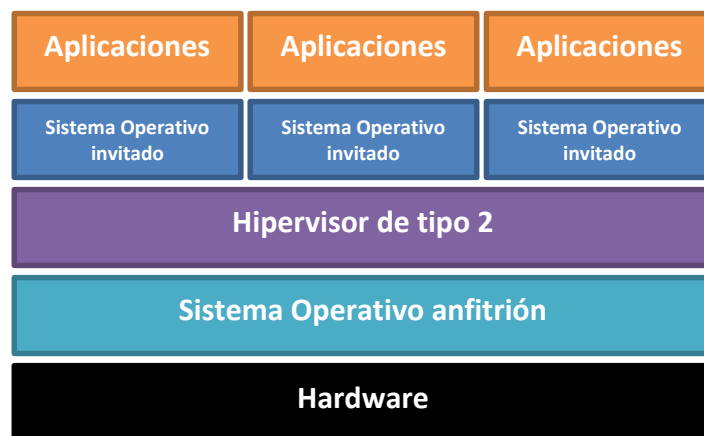 Aplicaciones Aplicaciones Aplicaciones
Sistema Operativo Sistema Operativo Sistema Operativo
invitado invitado invitado
Hipervisor de tipo 2
Sistema Operativo anfitrión
Hardware